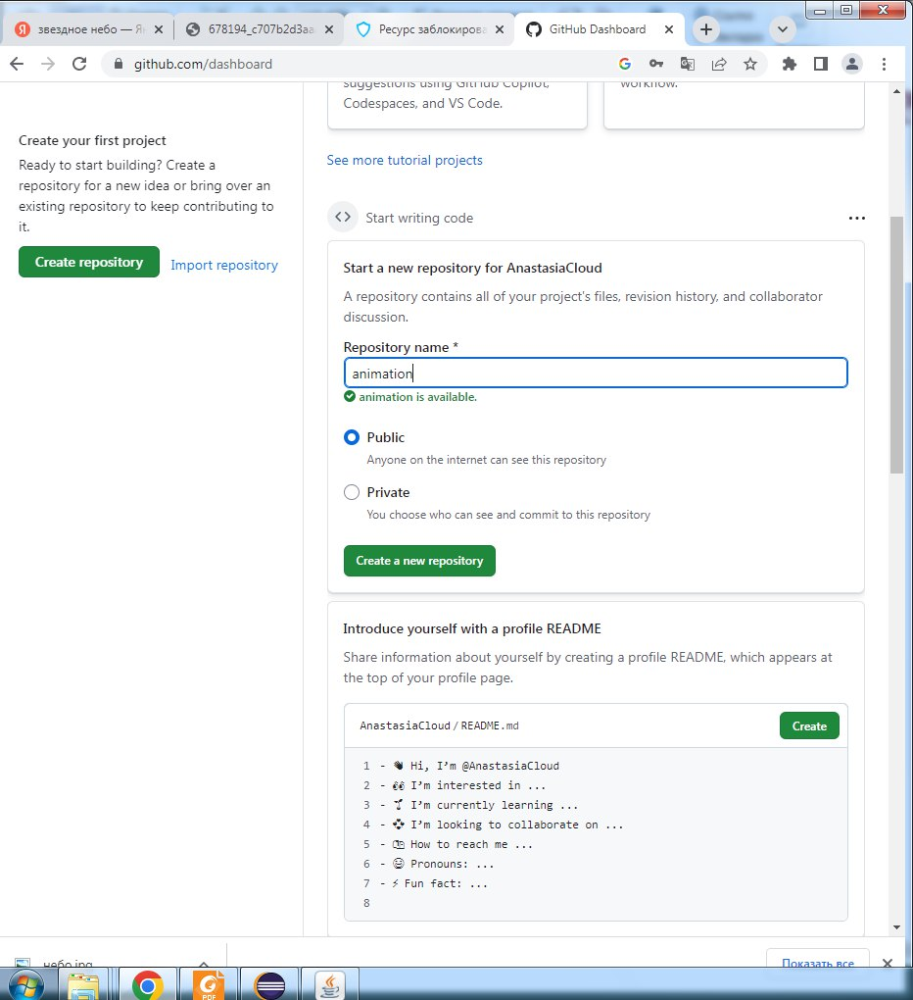 звездное небо — Ян
678194_c707b2d3aa
Ресурс заблокирова
GitHub Dashboard
github.com/dashboard
suggestions using GitHub Copilot,
Codespaces, and VS Code.
workflow.
Create your first project
Ready to start building? Create a
repository for a new idea or bring over an
existing repository to keep contributing to
it.
Create repository
Import repository
See more tutorial projects
Start writing code
Start a new repository for AnastasiaCloud
A repository contains all of your project's files, revision history, and collaborator
discussion.
Repository name *
animation
animation is available.
Public
Anyone on the internet can see this repository
Private
You choose who can see and commit to this repository
Create a new repository
Introduce yourself with a profile README
Share information about yourself by creating a profile README, which appears at
the top of your profile page.
AnastasiaCloud / README.md
Create
1 - 👋 Hi, I’m @AnastasiaCloud
2 - 👀 I’m interested in ...
3 - 🌱 I’m currently learning ...
4 - 💞️ I’m looking to collaborate on ...
5 - 📫 How to reach me ...
6 - 😄 Pronouns: ...
7 - ⚡ Fun fact: ...
8
небо.jpg
Показать все
PDF